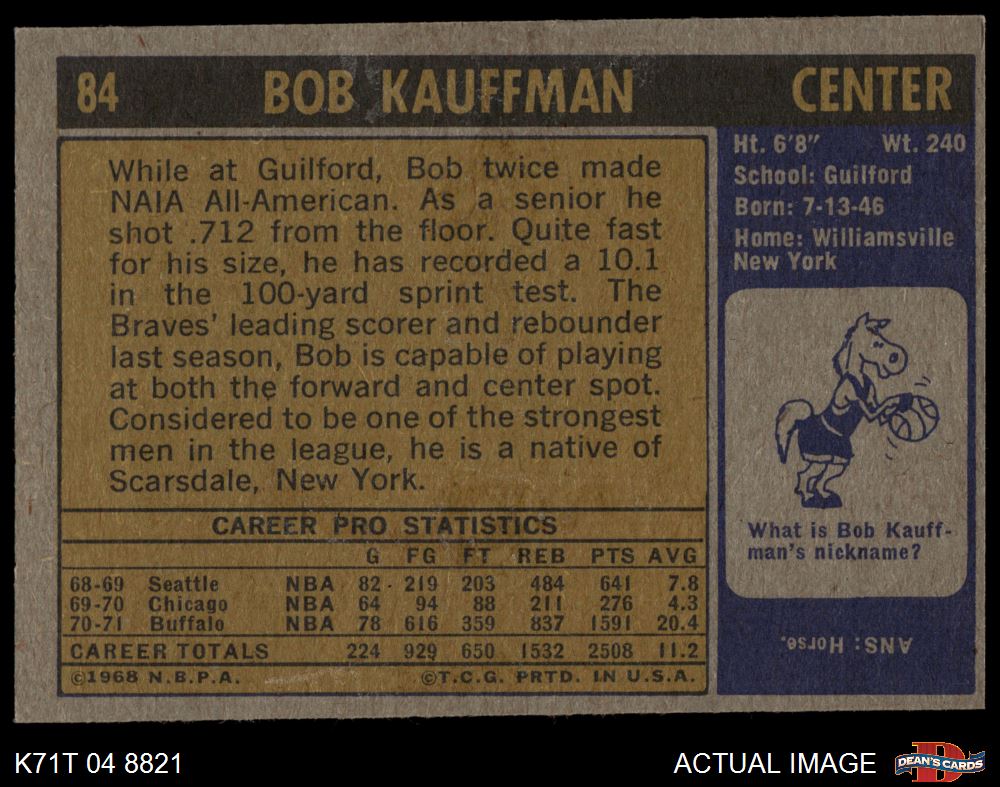 84 BOB KAUFFMAN CENTER
While at Guilford, Bob twice made
NAIA All-American. As a senior he
shot .712 from the floor. Quite fast
for his size, he has recorded a 10.1
in the 100-yard sprint test. The
Braves' leading scorer and rebounder
last season, Bob is capable of playing
at both the forward and center spot.
Considered to be one of the strongest
men in the league, he is a native of
Scarsdale, New York.
Ht. 6'8" Wt. 240
School: Guilford
Born: 7-13-46
Home: Williamsville
New York
What is Bob Kauff-
man's nickname?
ANS: Horse.
CAREER PRO STATISTICS
G FG FT REB PTS AVG
68-69 Seattle NBA 82 219 203 484 641 7.8
69-70 Chicago NBA 64 94 88 211 276 4.3
70-71 Buffalo NBA 78 616 359 837 1591 20.4
CAREER TOTALS 224 929 650 1532 2508 11.2
©1968 N.B.P.A. ©T.C.G. PRTD. IN U.S.A.
K71T 04 8821 ACTUAL IMAGE DEAN'S CARDS